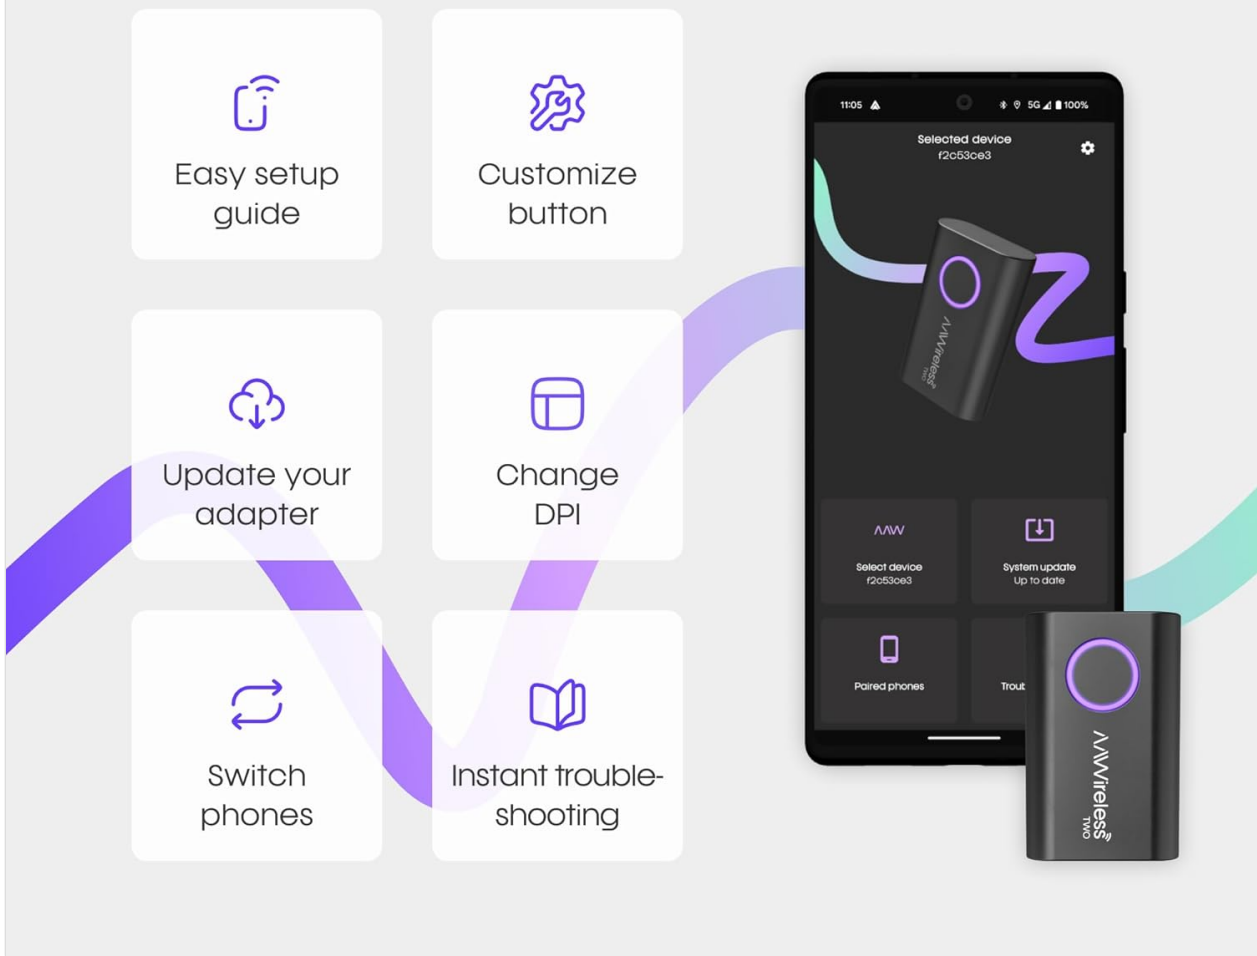 Easy setup
guide
Customize
button
Update your
adapter
Change
DPI
Switch
phones
Instant trouble-
shooting
11:05
5G
100%
Selected device
f2c53ce3
AAWireless
TWO
AAW
Select device
f2c53ce3
System update
Up to date
Paired phones
Troub
AAWireless
TWO